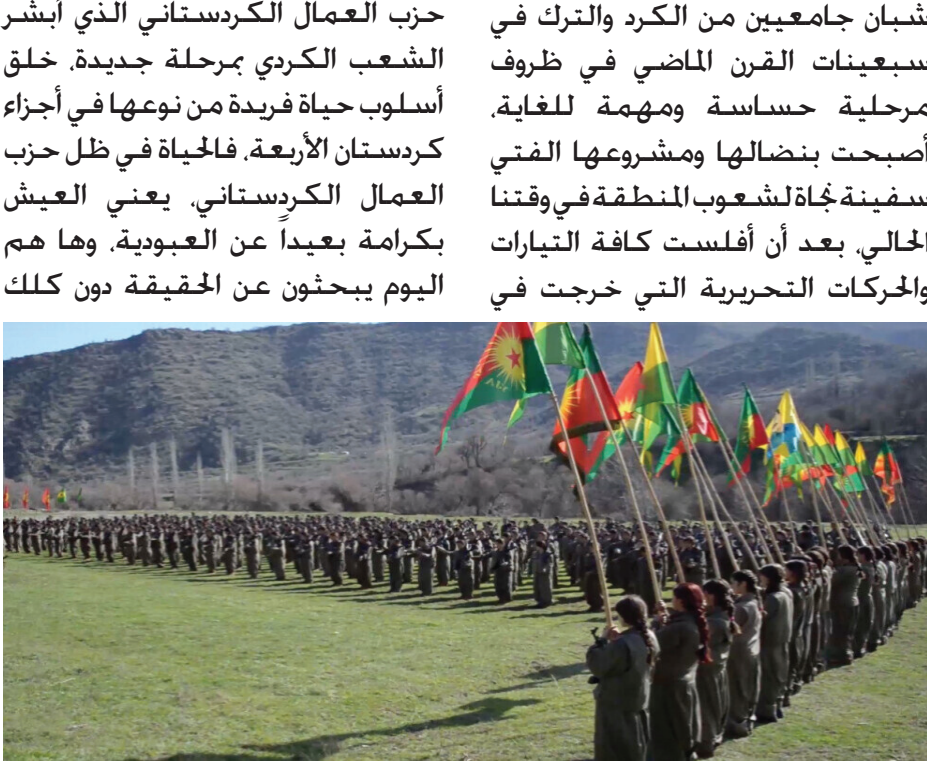 شبان جامعيين من الكرد والترك في
سبعينات القرن الماضي في ظروف
مرحلية حساسة ومهمة للغاية،
أصبحت بنضالها ومشروعها الفتي
سفينة نجاة لشعوب المنطقة في وقتنا
الحالي، بعد أن أفلست كافة التيارات
والحركات التحريرية التي خرجت في
حزب العمال الكردستاني الذي أبشر
الشعب الكردي بمرحلة جديدة، خلق
أسلوب حياة فريدة من نوعها في أجزاء
كردستان الأربعة، فالحياة في ظل حزب
العمال الكردستاني، يعني العيش
بكرامة بعيداً عن العبودية، وها هم
اليوم يبحثون عن الحقيقة دون كلك